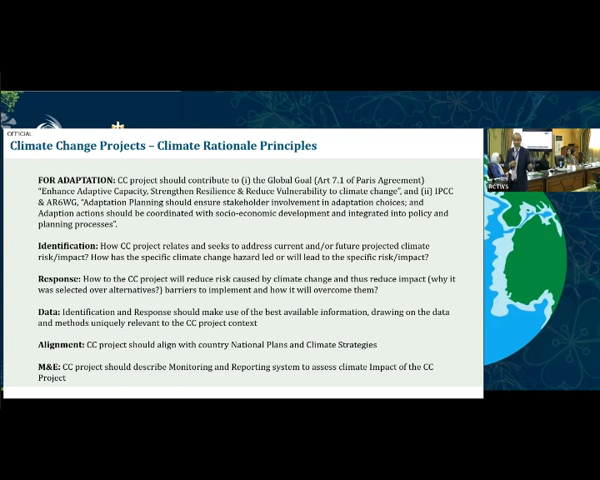 OFFICIAL
Climate Change Projects – Climate Rationale Principles
FOR ADAPTATION: CC project should contribute to (i) the Global Goal (Art 7.1 of Paris Agreement)
"Enhance Adaptive Capacity, Strengthen Resilience & Reduce Vulnerability to climate change", and (ii) IPCC
& AR6WG, "Adaptation Planning should ensure stakeholder involvement in adaptation choices; and
Adaption actions should be coordinated with socio-economic development and integrated into policy and
planning processes".
Identification: How CC project relates and seeks to address current and/or future projected climate
risk/impact? How has the specific climate change hazard led or will lead to the specific risk/impact?
Response: How to the CC project will reduce risk caused by climate change and thus reduce impact (why it
was selected over alternatives?) barriers to implement and how it will overcome them?
Data: Identification and Response should make use of the best available information, drawing on the data
and methods uniquely relevant to the CC project context
Alignment: CC project should align with country National Plans and Climate Strategies
M&E: CC project should describe Monitoring and Reporting system to assess climate Impact of the CC
Project
RCTWS